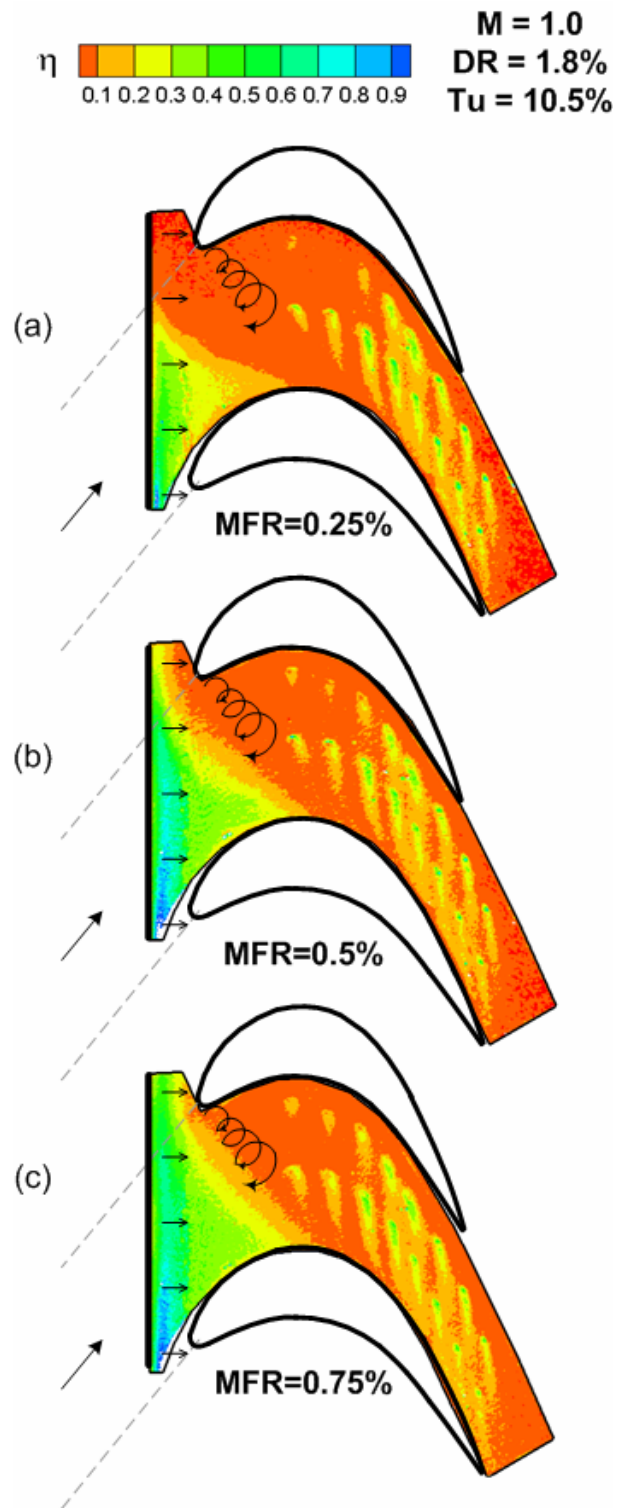 M = 1.0
η
DR = 1.8%
0.1 0.2 0.3 0.4 0.5 0.6 0.7 0.8 0.9
Tu = 10.5%
(a)
MFR=0.25%
(b)
MFR=0.5%
(c)
MFR=0.75%